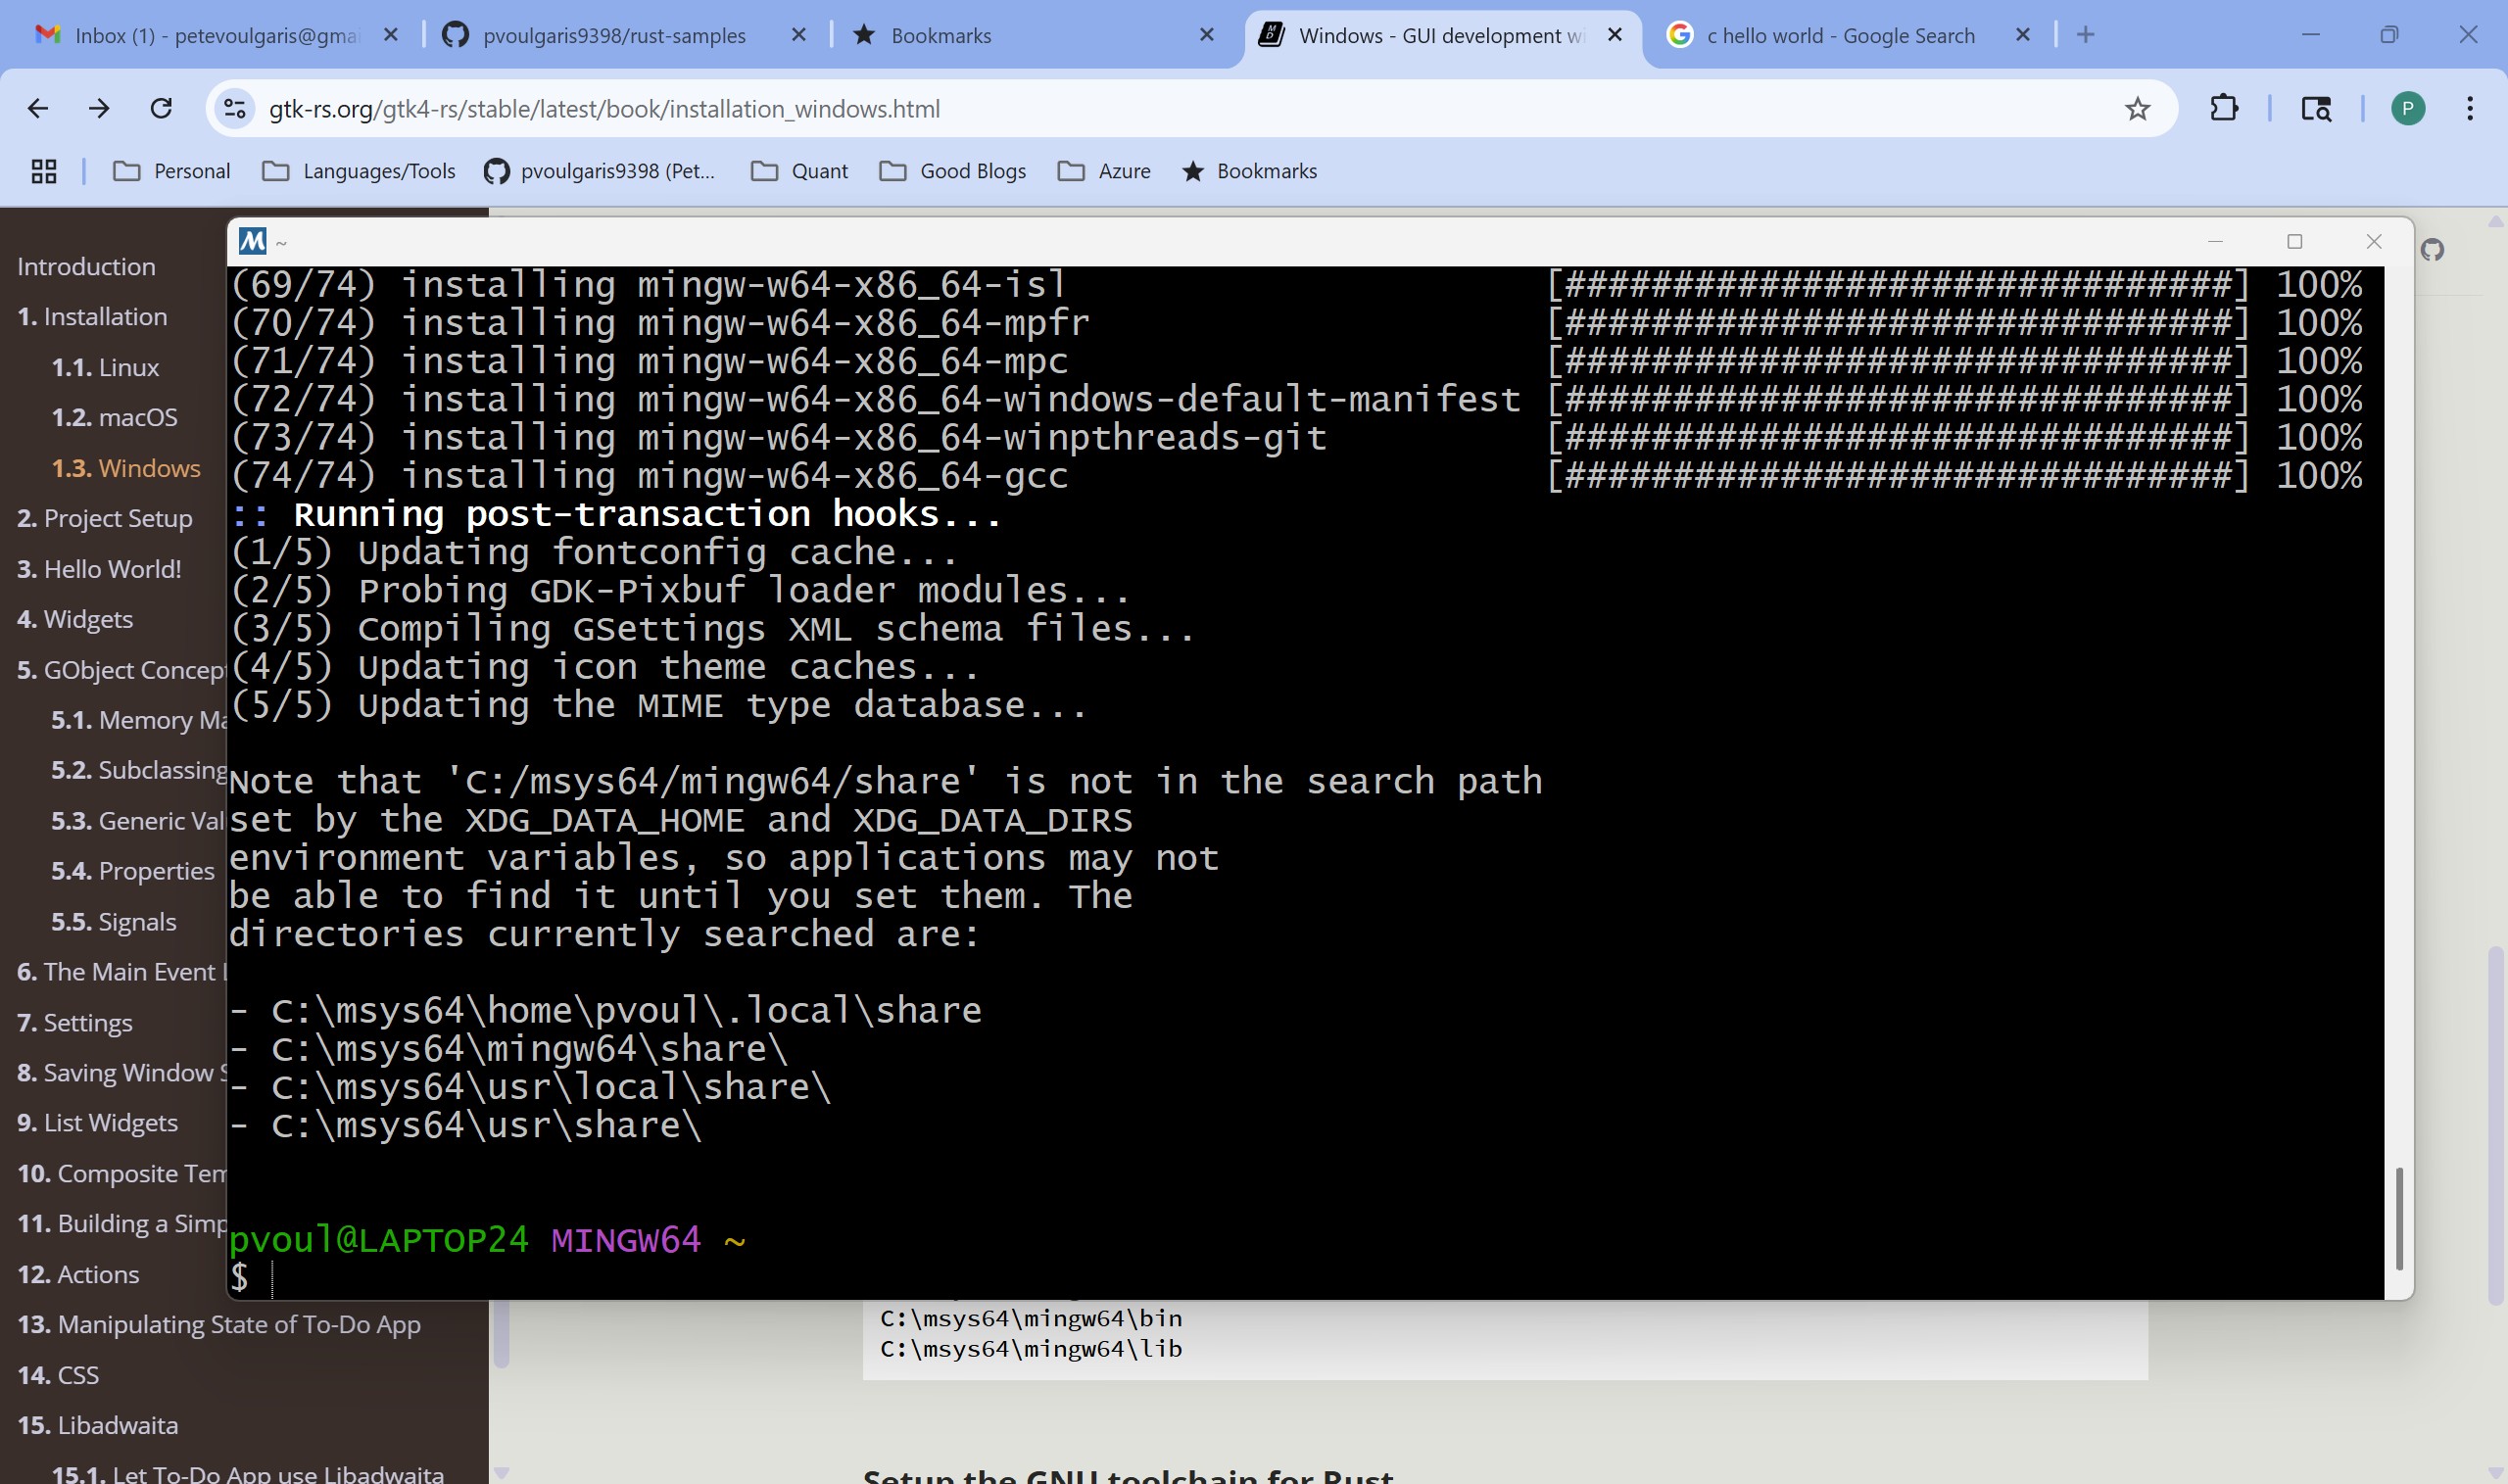 Inbox (1) - petevoulgaris@gmai
pvoulgaris9398/rust-samples
Bookmarks
Windows - GUI development wi
c hello world - Google Search
gtk-rs.org/gtk4-rs/stable/latest/book/installation_windows.html
P
Personal
Languages/Tools
pvoulgaris9398 (Pet...
Quant
Good Blogs
Azure
Bookmarks
Introduction
1. Installation
1.1. Linux
1.2. macOS
1.3. Windows
2. Project Setup
3. Hello World!
4. Widgets
5. GObject Concept
5.1. Memory Ma
5.2. Subclassing
5.3. Generic Val
5.4. Properties
5.5. Signals
6. The Main Event L
7. Settings
8. Saving Window S
9. List Widgets
10. Composite Tem
11. Building a Simp
12. Actions
13. Manipulating State of To-Do App
14. CSS
15. Libadwaita
15.1. Let To-Do App use Libadwaita
M ~
(69/74) installing mingw-w64-x86_64-isl [###############################] 100%
(70/74) installing mingw-w64-x86_64-mpfr [###############################] 100%
(71/74) installing mingw-w64-x86_64-mpc [###############################] 100%
(72/74) installing mingw-w64-x86_64-windows-default-manifest [###############################] 100%
(73/74) installing mingw-w64-x86_64-winpthreads-git [###############################] 100%
(74/74) installing mingw-w64-x86_64-gcc [###############################] 100%
:: Running post-transaction hooks...
(1/5) Updating fontconfig cache...
(2/5) Probing GDK-Pixbuf loader modules...
(3/5) Compiling GSettings XML schema files...
(4/5) Updating icon theme caches...
(5/5) Updating the MIME type database...
Note that 'C:/msys64/mingw64/share' is not in the search path
set by the XDG_DATA_HOME and XDG_DATA_DIRS
environment variables, so applications may not
be able to find it until you set them. The
directories currently searched are:
- C:\msys64\home\pvoul\.local\share
- C:\msys64\mingw64\share\
- C:\msys64\usr\local\share\
- C:\msys64\usr\share\
pvoul@LAPTOP24 MINGW64 ~
$
C:\msys64\mingw64\bin
C:\msys64\mingw64\lib
Setup the GNU toolchain for Rust